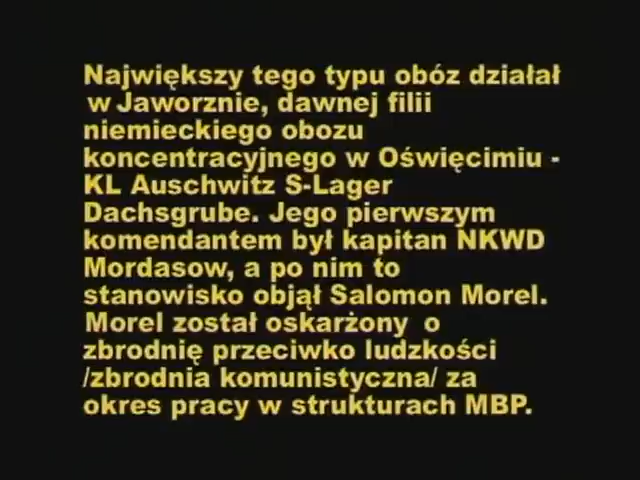 Największy tego typu obóz działał
w Jaworznie, dawnej filii
niemieckiego obozu
koncentracyjnego w Oświęcimiu -
KL Auschwitz S-Lager
Dachsgrube. Jego pierwszym
komendantem był kapitan NKWD
Mordasow, a po nim to
stanowisko objął Salomon Morel.
Morel został oskarżony o
zbrodnię przeciwko ludzkości
/zbrodnia komunistyczna/ za
okres pracy w strukturach MBP.